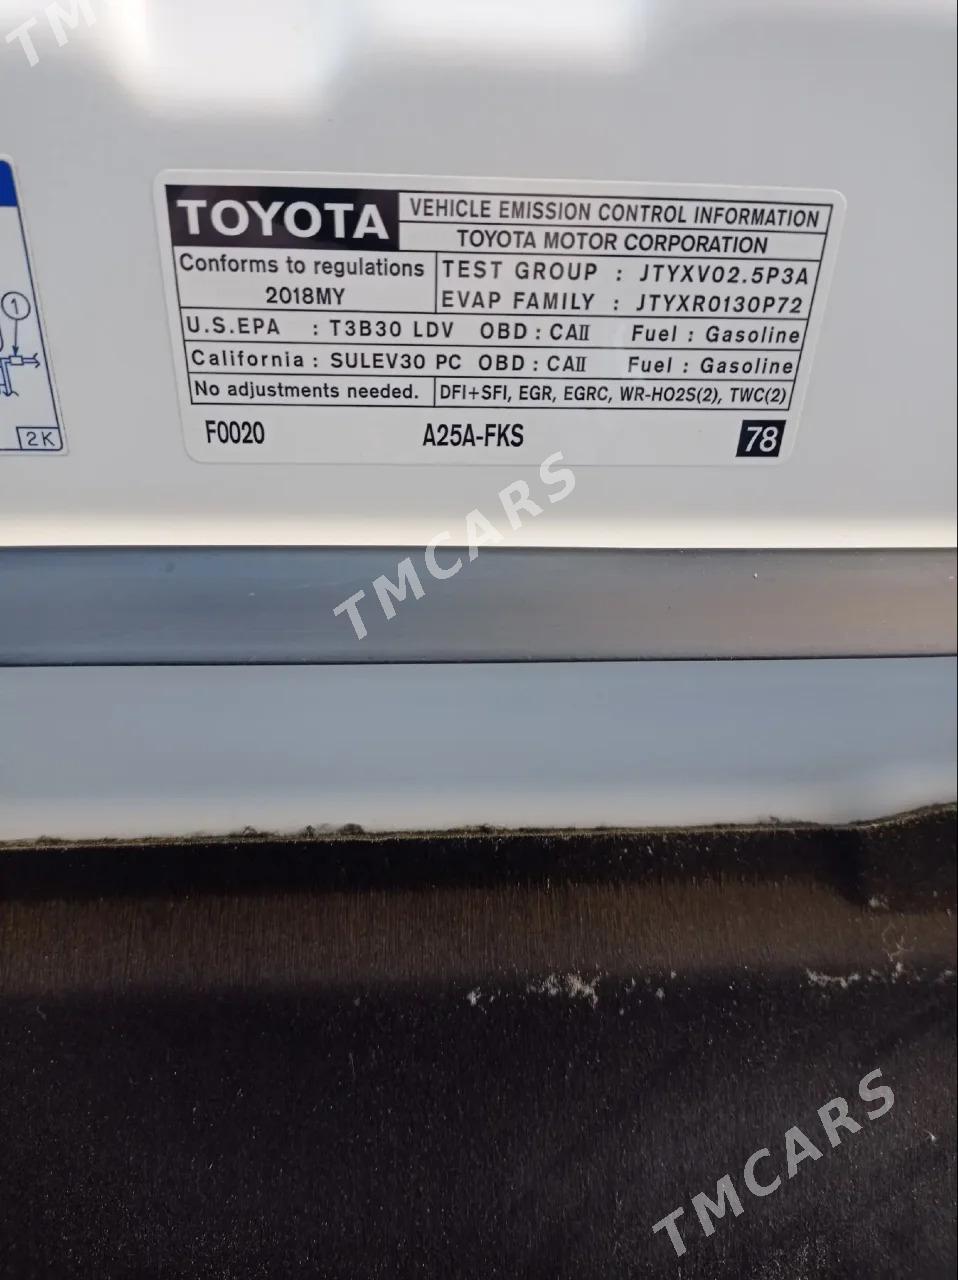 TOYOTA
VEHICLE EMISSION CONTROL INFORMATION
TOYOTA MOTOR CORPORATION
Conforms to regulations
2018MY
TEST GROUP : JTYXV02.5P3A
EVAP FAMILY : JTYXR0130P72
U.S.EPA : T3B30 LDV OBD : CAII Fuel : Gasoline
California : SULEV30 PC OBD : CAII Fuel : Gasoline
No adjustments needed. DFI+SFI, EGR, EGRC, WR-HO2S(2), TWC(2)
F0020 A25A-FKS 78
1
2K
TM
TMCARS
TMCARS